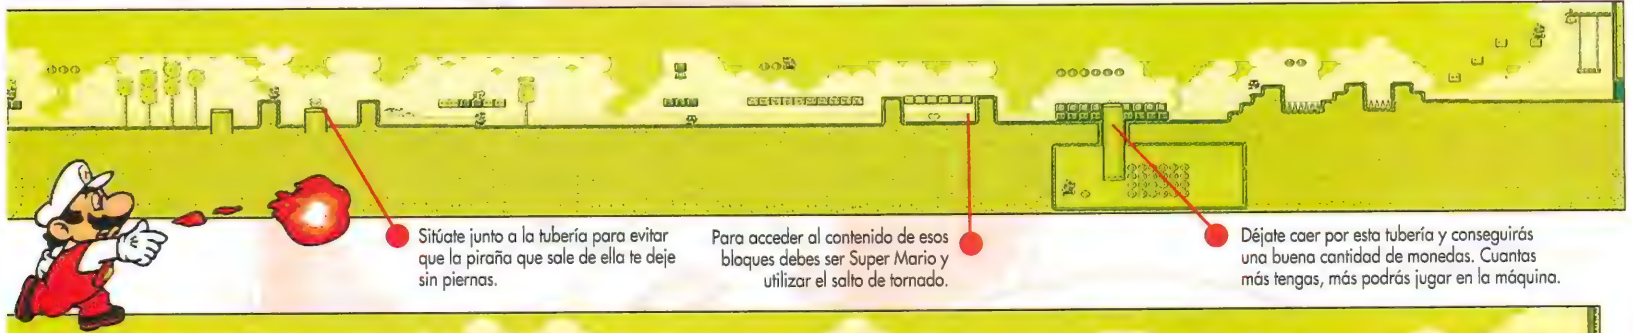 Sitúate junto a la tubería para evitar
que la piraña que sale de ella te deje
sin piernas.
Para acceder al contenido de esos
bloques debes ser Super Mario y
utilizar el salto de tornado.
Déjate caer por esta tubería y conseguirás
una buena cantidad de monedas. Cuantas
más tengas, más podrás jugar en la máquina.